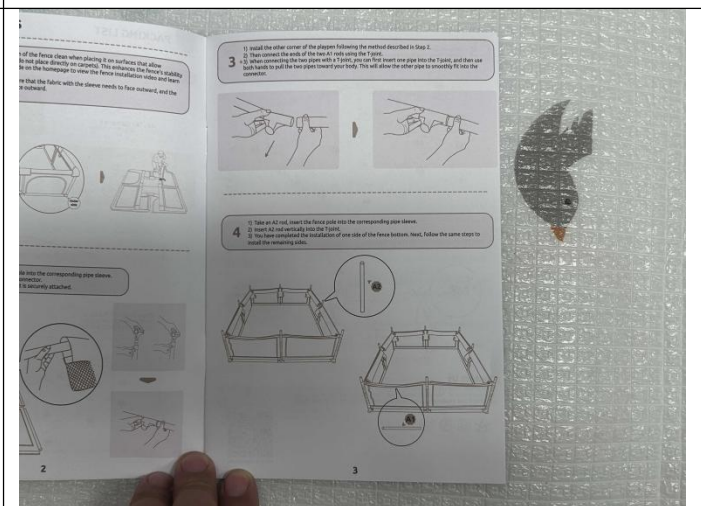 of the fence clean when placing it on surfaces that allow
do not place directly on carpets). This enhances the fence's stability
on the homepage to view the fence installation video and learn
that the fabric with the sleeve needs to face outward, and the
outward.
into the corresponding pipe sleeve.
is securely attached.
2
3
1) Install the other corner of the playpen following the method described in Step 2.
2) Then connect the ends of the two A1 rods using the T-joint.
3) When connecting the two pipes with a T-joint, you can first insert one pipe into the T-joint, and then use
both hands to pull the two pipes toward your body. This will allow the other pipe to smoothly fit into the
connector.
4
1) Take an A2 rod, insert the fence pole into the corresponding pipe sleeve.
2) Insert A2 rod vertically into the T-joint.
3) You have completed the installation of one side of the fence bottom. Next, follow the same steps to
install the remaining sides.
A2
3